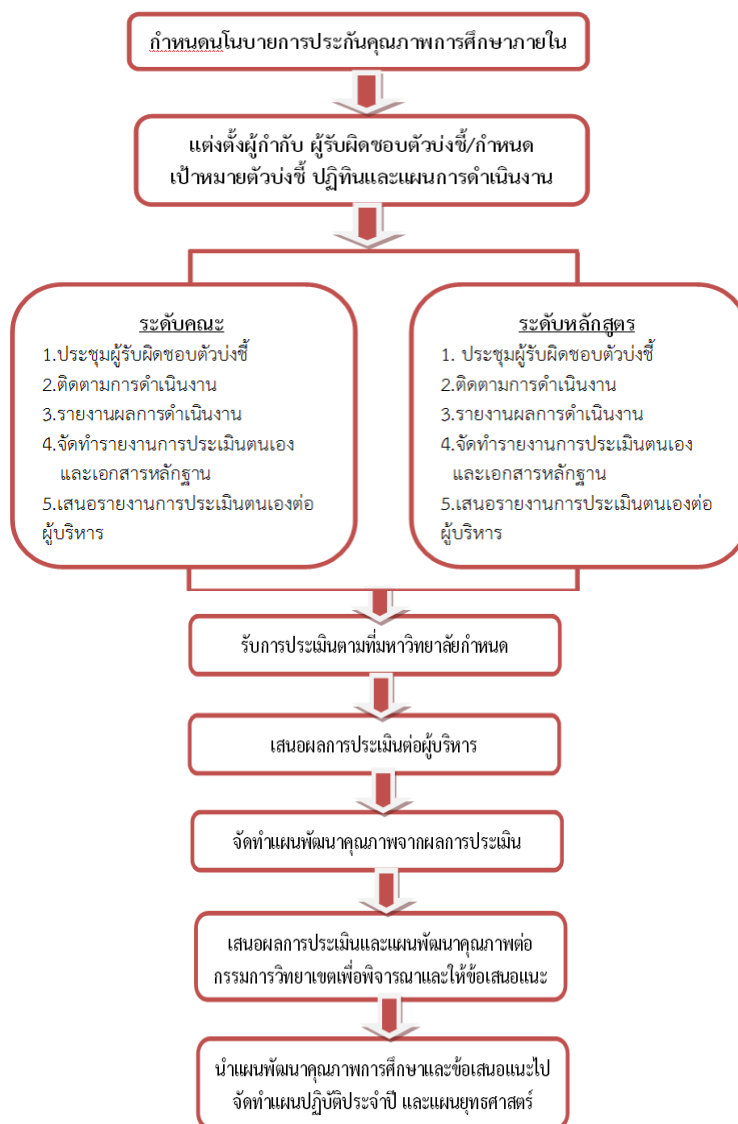 กำหนดนโนบายการประกันคุณภาพการศึกษาภายใน
แต่งตั้งผู้กำกับ ผู้รับผิดชอบตัวบ่งชี้/กำหนด
เป้าหมายตัวบ่งชี้ ปฏิทินและแผนการดำเนินงาน
ระดับคณะ
1.ประชุมผู้รับผิดชอบตัวบ่งชี้
2.ติดตามการดำเนินงาน
3.รายงานผลการดำเนินงาน
4.จัดทำรายงานการประเมินตนเอง
และเอกสารหลักฐาน
5.เสนอรายงานการประเมินตนเองต่อ
ผู้บริหาร
ระดับหลักสูตร
1. ประชุมผู้รับผิดชอบตัวบ่งชี้
2.ติดตามการดำเนินงาน
3.รายงานผลการดำเนินงาน
4.จัดทำรายงานการประเมินตนเอง
และเอกสารหลักฐาน
5.เสนอรายงานการประเมินตนเองต่อ
ผู้บริหาร
รับการประเมินตามที่มหาวิทยาลัยกำหนด
เสนอผลการประเมินต่อผู้บริหาร
จัดทำแผนพัฒนาคุณภาพจากผลการประเมิน
เสนอผลการประเมินและแผนพัฒนาคุณภาพต่อ
กรรมการวิทยาเขตเพื่อพิจารณาและให้ข้อเสนอแนะ
นำแผนพัฒนาคุณภาพการศึกษาและข้อเสนอแนะไป
จัดทำแผนปฏิบัติประจำปี และแผนยุทธศาสตร์